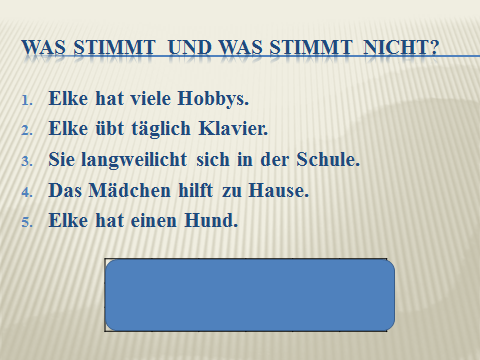 WAS STIMMT UND WAS STIMMT NICHT?
1. Elke hat viele Hobbys.
2. Elke übt täglich Klavier.
3. Sie langweilicht sich in der Schule.
4. Das Mädchen hilft zu Hause.
5. Elke hat einen Hund.